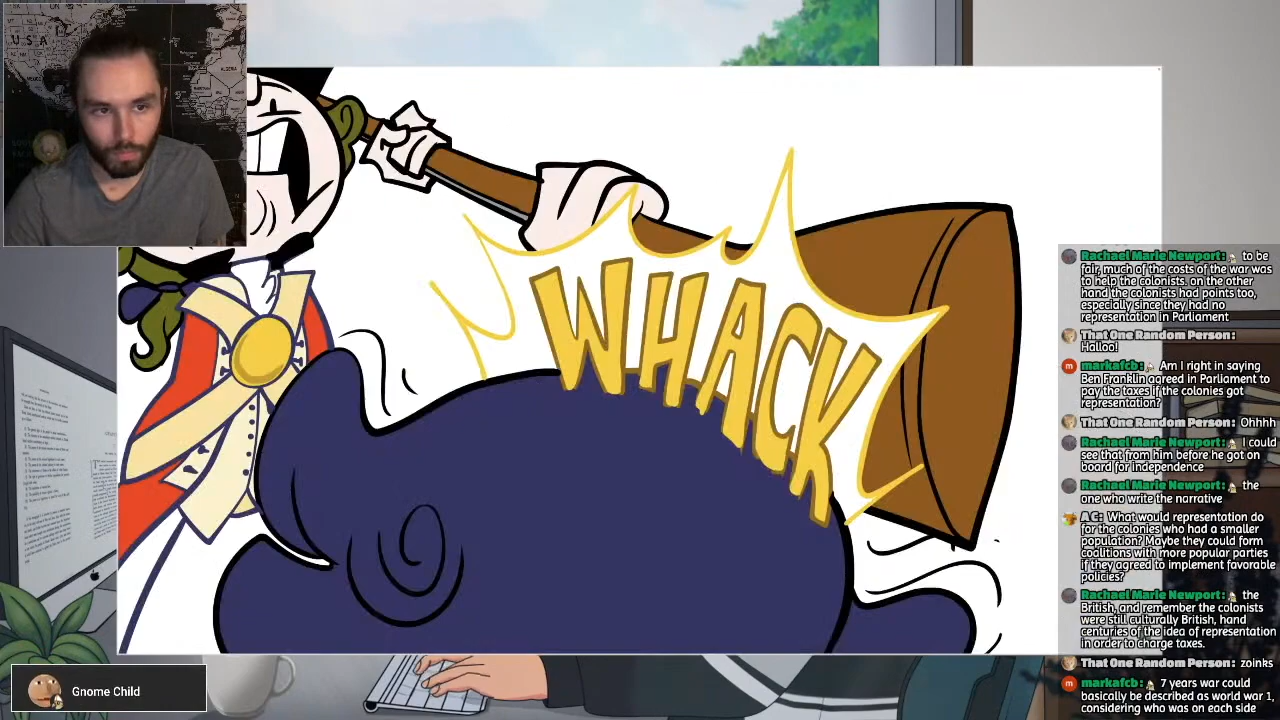 USA
MEXICO
ALGERIA
WHACK
Rachael Marie Newport: to be
fair, much of the costs of the war was
to help the colonists. on the other
hand the colonists had points too,
especially since they had no
representation in Parliament
That One Random Person:
Halloo!
markafcb: Am I right in saying
Ben Franklin agreed in Parliament to
pay the taxes if the colonies got
representation?
That One Random Person: Ohhhh
Rachael Marie Newport: I could
see that from him before he got on
board for independence
Rachael Marie Newport: the
one who write the narrative
A C: What would representation do
for the colonies who had a smaller
population? Maybe they could form
coalitions with more popular parties
if they agreed to implement favorable
policies?
Rachael Marie Newport: the
British, and remember the colonists
were still culturally British, hand
centuries of the idea of representation
in order to charge taxes.
That One Random Person: zoinks
markafcb: 7 years war could
basically be described as world war 1,
considering who was on each side
Gnome Child